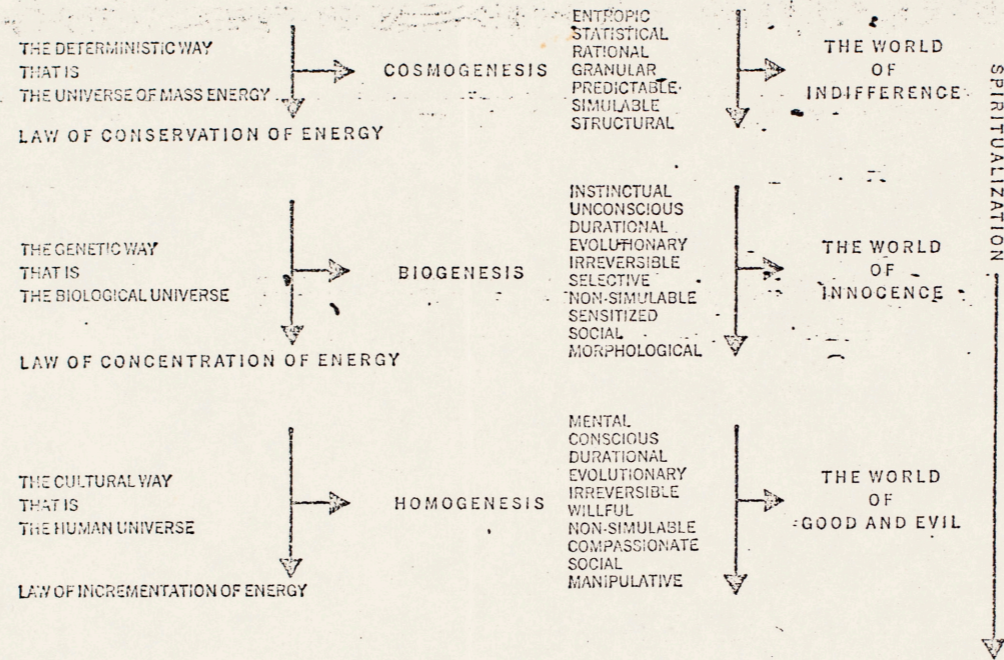 THE DETERMINISTIC WAY
THAT IS
THE UNIVERSE OF MASS ENERGY
LAW OF CONSERVATION OF ENERGY
COSMOGENESIS
ENTROPIC
STATISTICAL
RATIONAL
GRANULAR
PREDICTABLE
SIMULABLE
STRUCTURAL
THE WORLD
OF
INDIFFERENCE
THE GENETIC WAY
THAT IS
THE BIOLOGICAL UNIVERSE
LAW OF CONCENTRATION OF ENERGY
BIOGENESIS
INSTINCTUAL
UNCONSCIOUS
DURATIONAL
EVOLUTIONARY
IRREVERSIBLE
SELECTIVE
NON-SIMULABLE
SENSITIZED
SOCIAL
MORPHOLOGICAL
THE WORLD
OF
INNOCENCE
THE CULTURAL WAY
THAT IS
THE HUMAN UNIVERSE
LAW OF INCREMENTATION OF ENERGY
HOMOGENESIS
MENTAL
CONSCIOUS
DURATIONAL
EVOLUTIONARY
IRREVERSIBLE
WILLFUL
NON-SIMULABLE
COMPASSIONATE
SOCIAL
MANIPULATIVE
THE WORLD
OF
GOOD AND EVIL
SPIRITUALIZATION